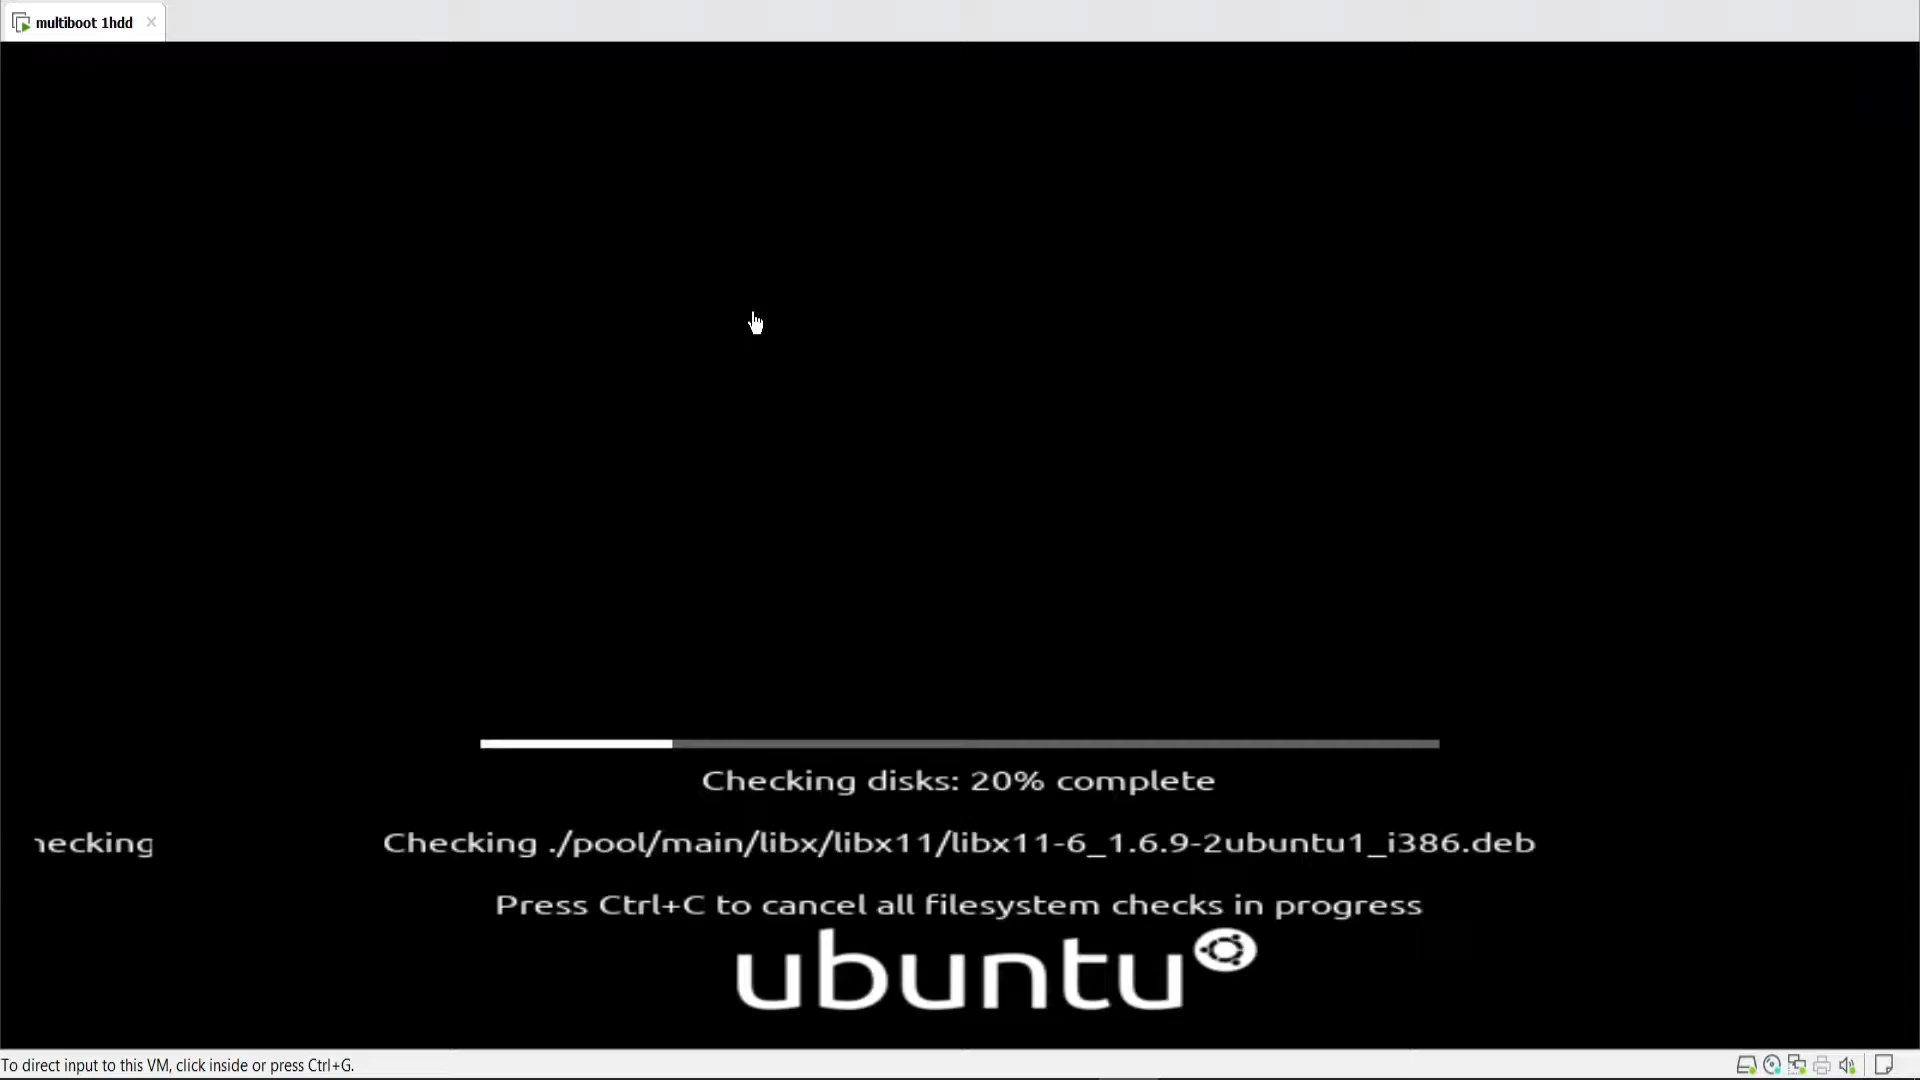 multiboot 1hdd
Checking disks: 20% complete
hecking Checking ./pool/main/libx/libx11/libx11-6_1.6.9-2ubuntu1_i386.deb
Press Ctrl+C to cancel all filesystem checks in progress
ubuntu
To direct input to this VM, click inside or press Ctrl+G.